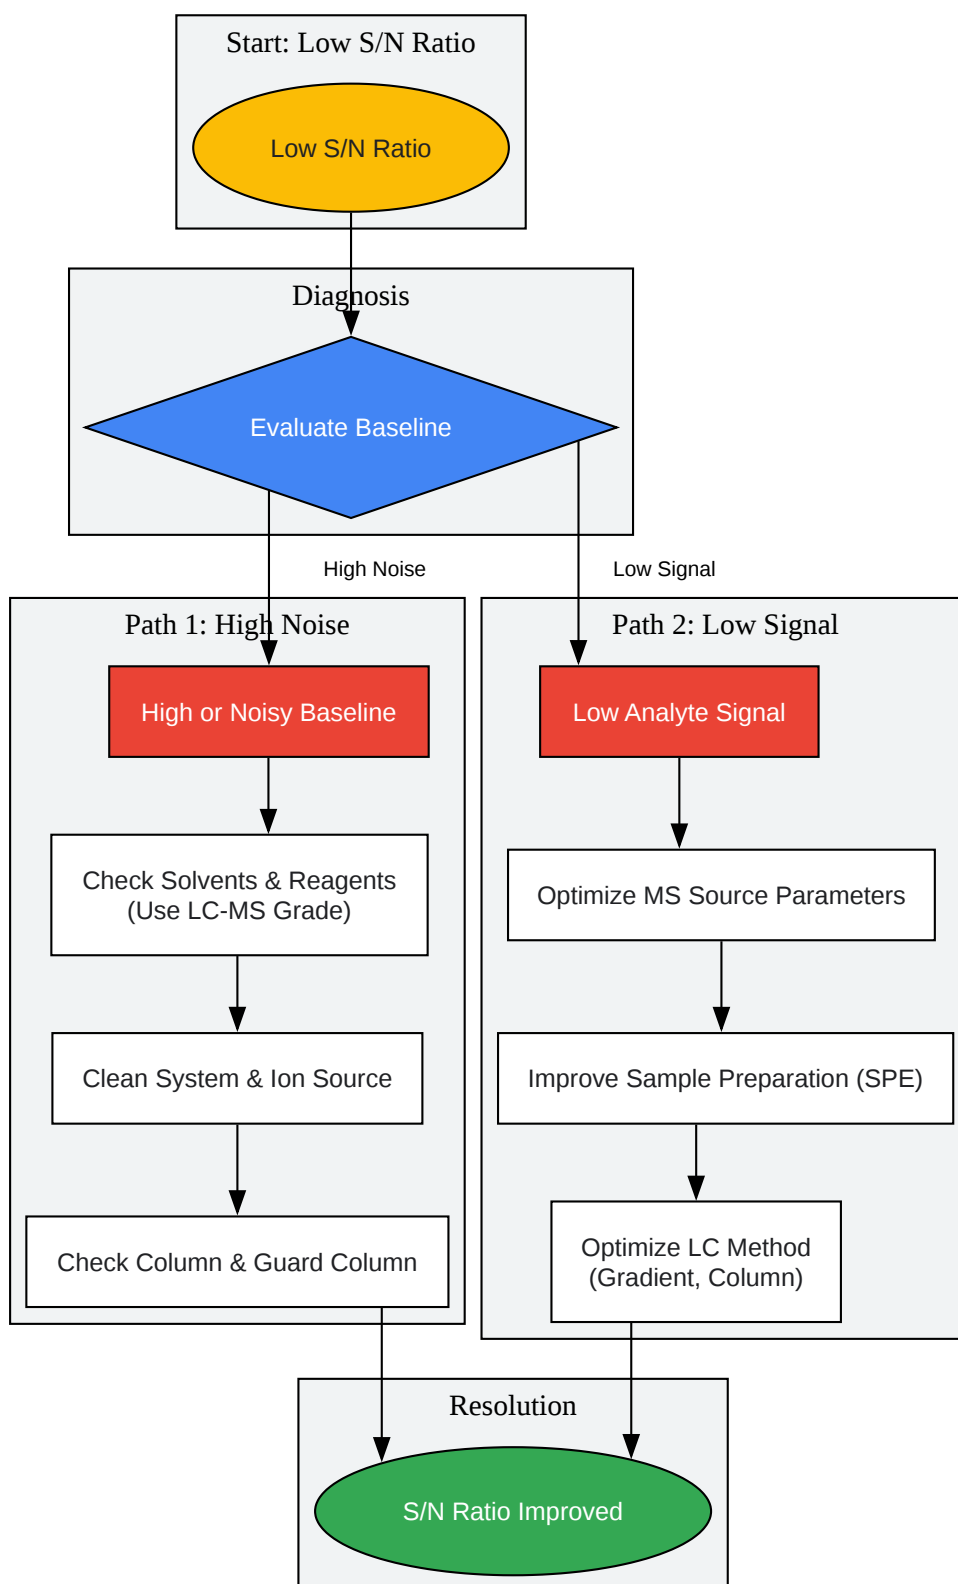 Start: Low S/N Ratio
Low S/N Ratio
Diagnosis
Evaluate Baseline
High Noise
Low Signal
Path 1: High Noise
High or Noisy Baseline
Check Solvents & Reagents
(Use LC-MS Grade)
Clean System & Ion Source
Check Column & Guard Column
Path 2: Low Signal
Low Analyte Signal
Optimize MS Source Parameters
Improve Sample Preparation (SPE)
Optimize LC Method
(Gradient, Column)
Resolution
S/N Ratio Improved